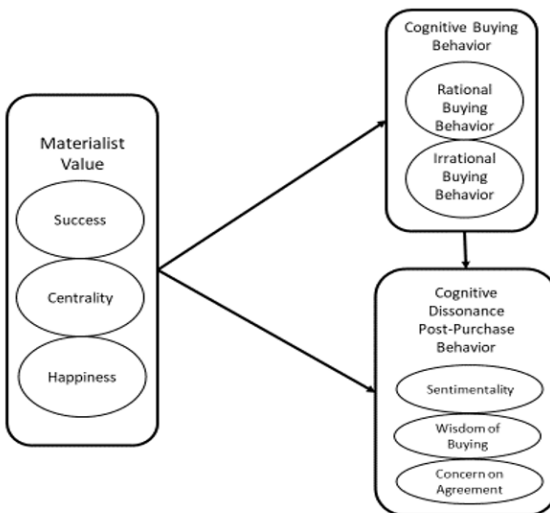 Materialist
Value
Success
Centrality
Happiness
Cognitive Buying
Behavior
Rational
Buying
Behavior
Irrational
Buying
Behavior
Cognitive
Dissonance
Post-Purchase
Behavior
Sentimentality
Wisdom of
Buying
Concern on
Agreement